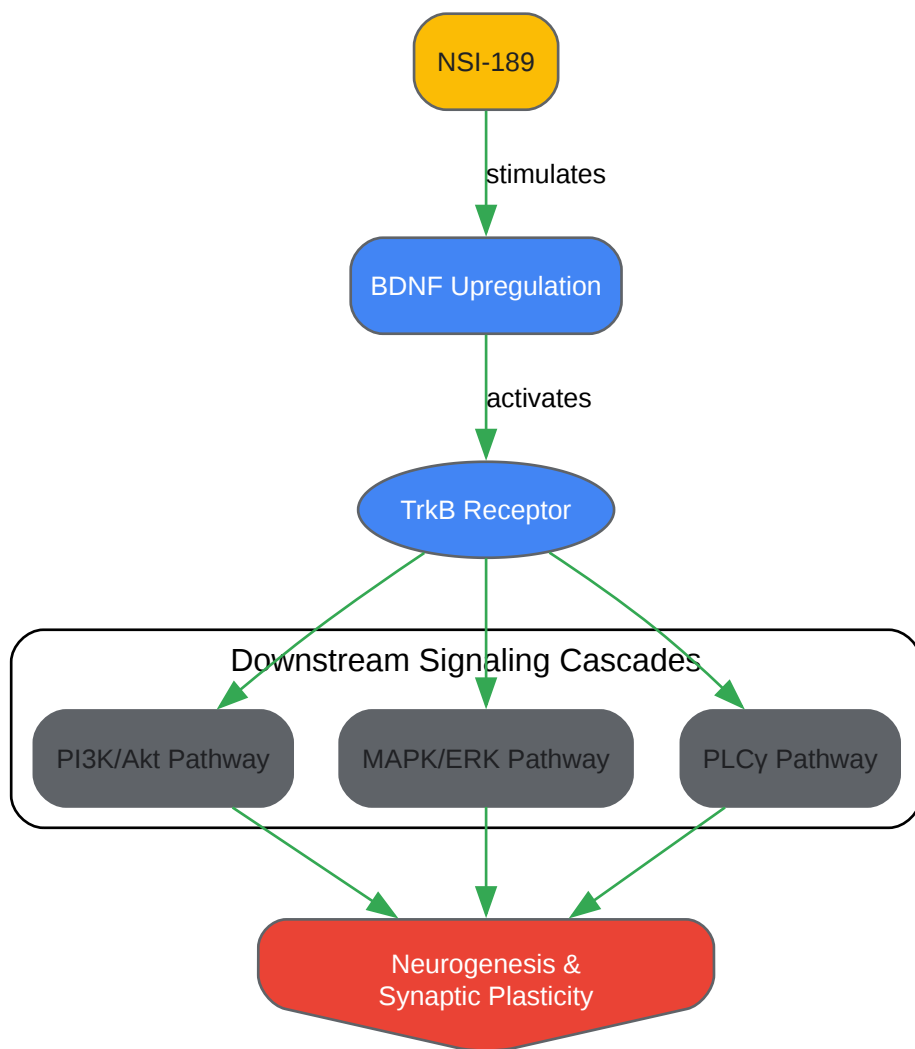 NSI-189
stimulates
BDNF Upregulation
activates
TrkB Receptor
Downstream Signaling Cascades
PI3K/Akt Pathway
MAPK/ERK Pathway
PLCγ Pathway
Neurogenesis &
Synaptic Plasticity